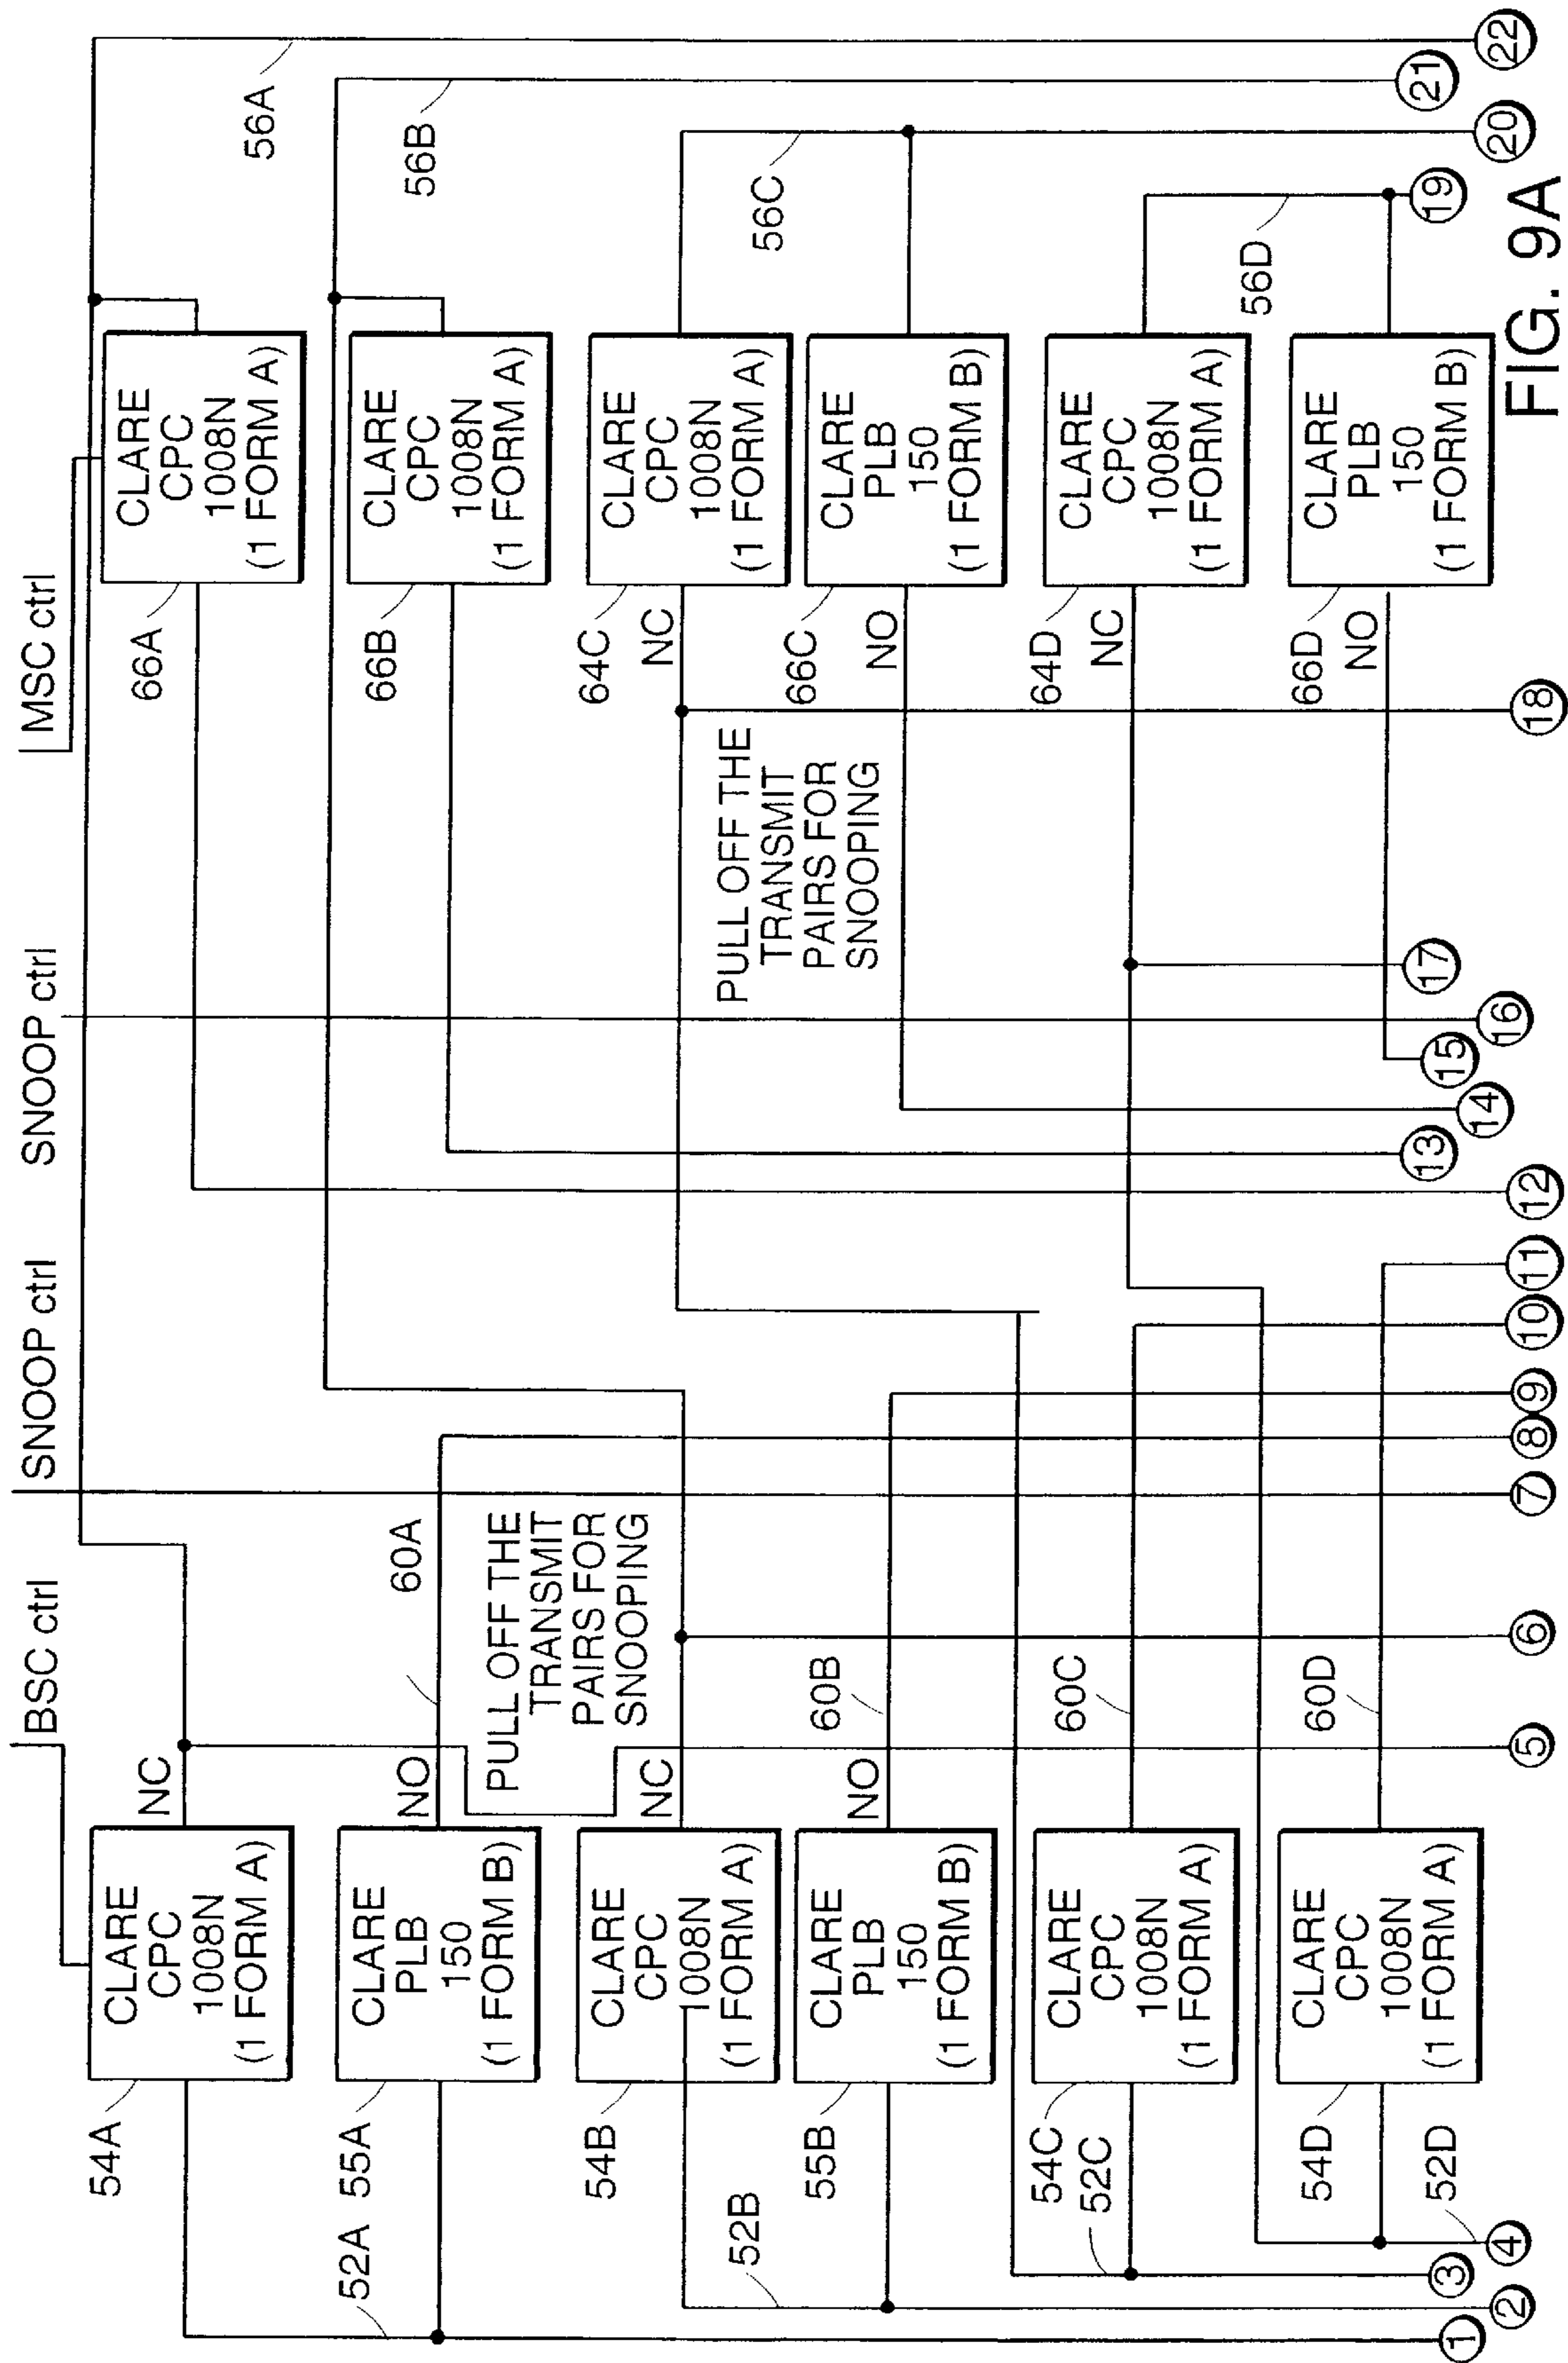 BSC ctrl
SNOOP ctrl
SNOOP ctrl
MSC ctrl
54A
CLARE
CPC
1008N
(1 FORM A)
NC
66A
CLARE
CPC
1008N
(1 FORM A)
56A
52A
55A
CLARE
PLB
150
(1 FORM B)
NO
60A
66B
CLARE
CPC
1008N
(1 FORM A)
56B
PULL OFF THE
TRANSMIT
PAIRS FOR
SNOOPING
54B
CLARE
CPC
1008N
(1 FORM A)
NC
64C
NC
CLARE
CPC
1008N
(1 FORM A)
56C
52B
55B
CLARE
PLB
150
(1 FORM B)
NO
60B
PULL OFF THE
TRANSMIT
PAIRS FOR
SNOOPING
66C
NO
CLARE
PLB
150
(1 FORM B)
54C
52C
CLARE
CPC
1008N
(1 FORM A)
60C
64D
NC
CLARE
CPC
1008N
(1 FORM A)
56D
54D
52D
CLARE
CPC
1008N
(1 FORM A)
60D
66D
NO
CLARE
PLB
150
(1 FORM B)
1
2
3
4
5
6
7
8
9
10
11
12
13
14
15
16
17
18
19
20
21
22
FIG. 9A